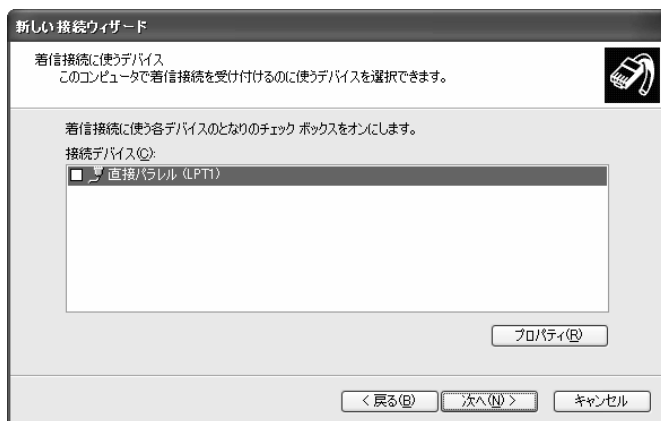 新しい接続ウィザード
着信接続に使うデバイス
このコンピュータで着信接続を受け付けるのに使うデバイスを選択できます。
着信接続に使う各デバイスのとなりのチェック ボックスをオンにします。
接続デバイス(C):
直接パラレル (LPT1)
プロパティ(R)
< 戻る(B)
次へ(N) >
キャンセル